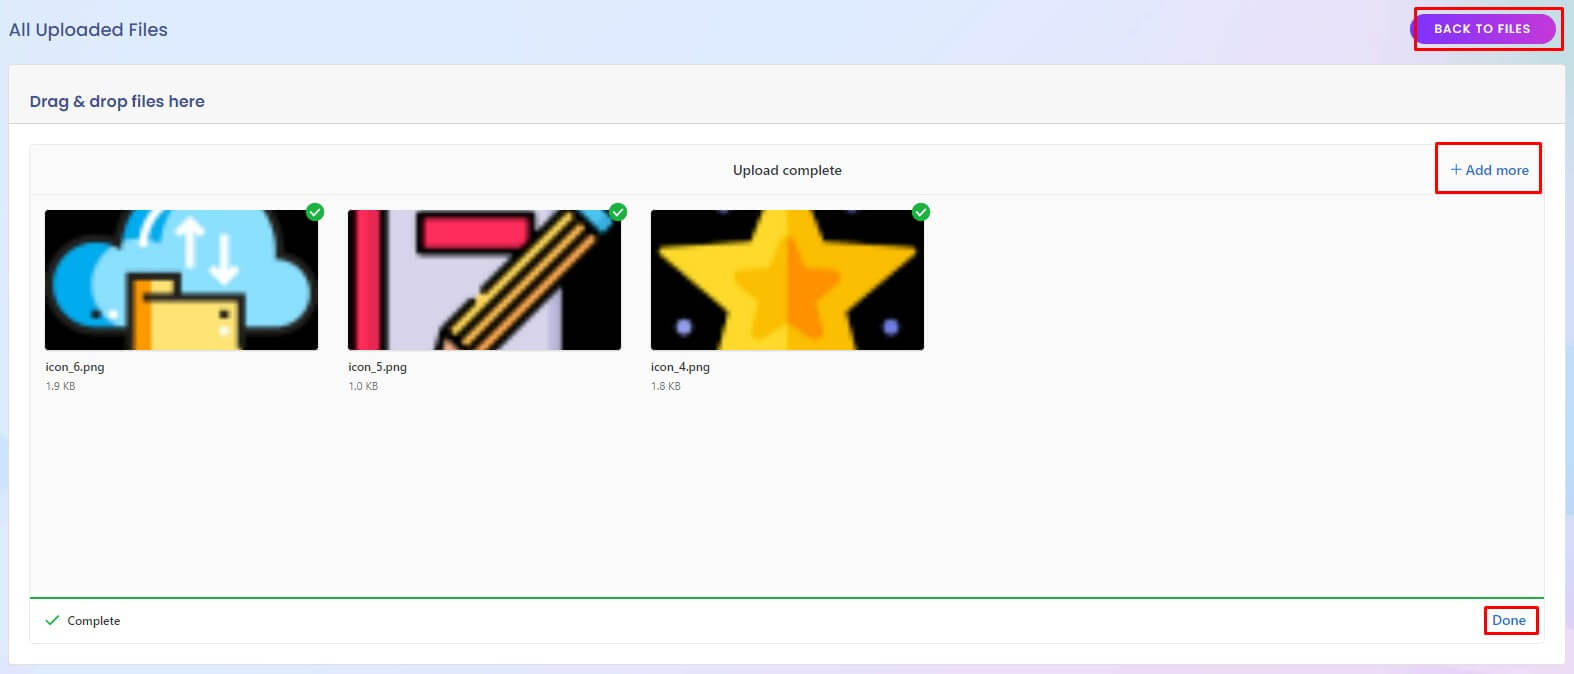 All Uploaded Files
BACK TO FILES
Drag & drop files here
Upload complete
+ Add more
icon_6.png
1.9 KB
icon_5.png
1.0 KB
icon_4.png
1.8 KB
Complete
Done